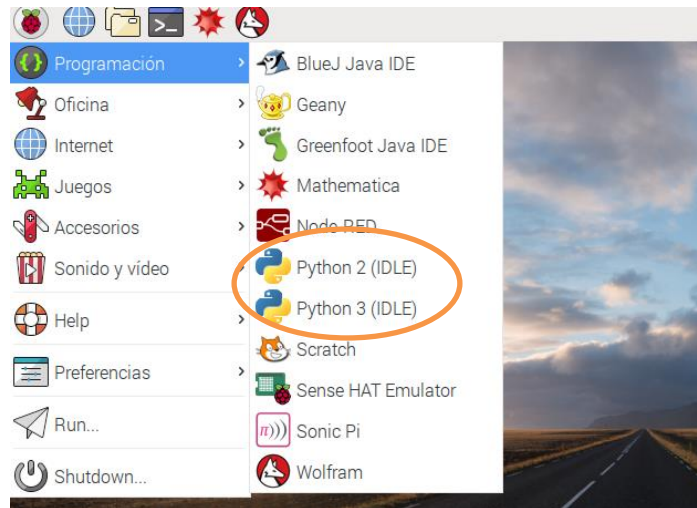 Programación
Oficina
Internet
Juegos
Accesorios
Sonido y vídeo
Help
Preferencias
Run...
Shutdown...
BlueJ Java IDE
Geany
Greenfoot Java IDE
Mathematica
Node RED
Python 2 (IDLE)
Python 3 (IDLE)
Scratch
Sense HAT Emulator
Sonic Pi
Wolfram